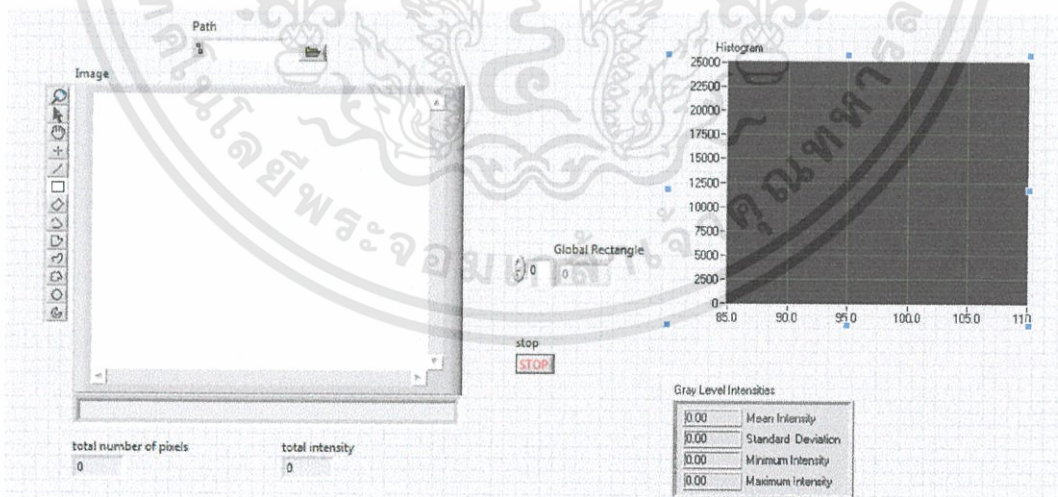 Path
Image
Histogram
25000
22500
20000
17500
15000
12500
10000
7500
5000
2500
0
85.0 90.0 95.0 100.0 105.0 110
Global Rectangle
0 0
stop
STOP
Gray Level Intensities
0.00 Mean Intensity
0.00 Standard Deviation
0.00 Minimum Intensity
0.00 Maximum Intensity
total number of pixels
0
total intensity
0